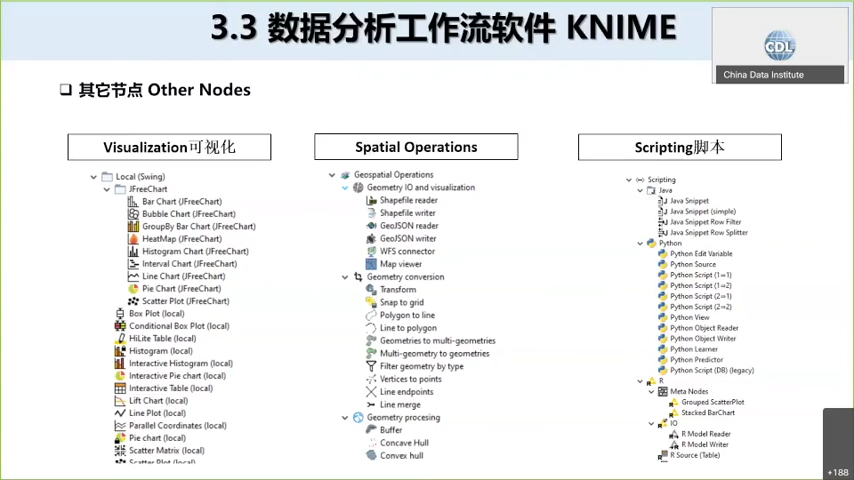 3.3 数据分析工作流软件 KNIME
CDL
China Data Institute
其它节点 Other Nodes
Visualization可视化
Local (Swing)
JFreeChart
Bar Chart (JFreeChart)
Bubble Chart (JFreeChart)
GroupBy Bar Chart (JFreeChart)
HeatMap (JFreeChart)
Histogram Chart (JFreeChart)
Interval Chart (JFreeChart)
Line Chart (JFreeChart)
Pie Chart (JFreeChart)
Scatter Plot (JFreeChart)
Box Plot (local)
Conditional Box Plot (local)
HiLite Table (local)
Histogram (local)
Interactive Histogram (local)
Interactive Pie chart (local)
Interactive Table (local)
Lift Chart (local)
Line Plot (local)
Parallel Coordinates (local)
Pie chart (local)
Scatter Matrix (local)
Scatter Plot (local)
Spatial Operations
Geospatial Operations
Geometry IO and visualization
Shapefile reader
Shapefile writer
GeoJSON reader
GeoJSON writer
WFS connector
Map viewer
Geometry conversion
Transform
Snap to grid
Polygon to line
Line to polygon
Geometries to multi-geometries
Multi-geometry to geometries
Filter geometry by type
Vertices to points
Line endpoints
Line merge
Geometry procesing
Buffer
Concave Hull
Convex hull
Scripting脚本
Scripting
Java
Java Snippet
Java Snippet (simple)
Java Snippet Row Filter
Java Snippet Row Splitter
Python
Python Edit Variable
Python Source
Python Script (1⇒1)
Python Script (1⇒2)
Python Script (2⇒1)
Python Script (2⇒2)
Python View
Python Object Reader
Python Object Writer
Python Learner
Python Predictor
Python Script (DB) (legacy)
R
Meta Nodes
Grouped ScatterPlot
Stacked BarChart
IO
R Model Reader
R Model Writer
R Source (Table)
+188